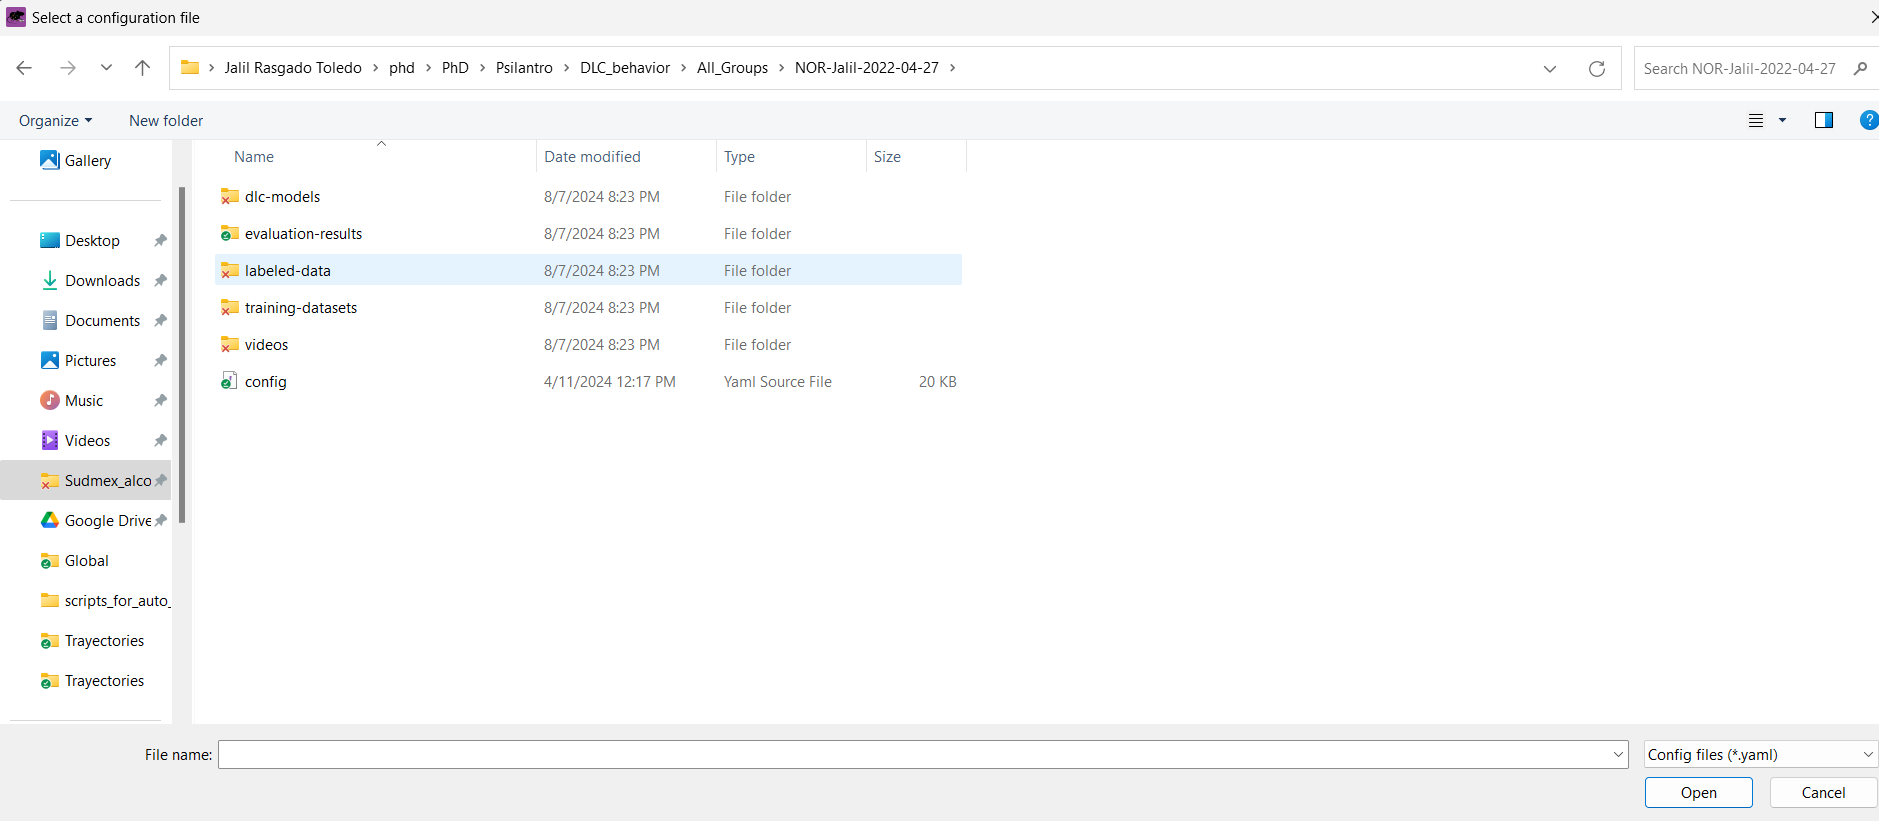 Select a configuration file
Jalil Rasgado Toledo > phd > PhD > Psilantro > DLC_behavior > All_Groups > NOR-Jalil-2022-04-27 >
Search NOR-Jalil-2022-04-27
Organize
New folder
?
Gallery
Desktop
Downloads
Documents
Pictures
Music
Videos
Sudmex_alco
Google Drive
Global
scripts_for_auto_
Trayectories
Trayectories
Name Date modified Type Size
dlc-models 8/7/2024 8:23 PM File folder
evaluation-results 8/7/2024 8:23 PM File folder
labeled-data 8/7/2024 8:23 PM File folder
training-datasets 8/7/2024 8:23 PM File folder
videos 8/7/2024 8:23 PM File folder
config 4/11/2024 12:17 PM Yaml Source File 20 KB
File name:
Config files (*.yaml)
Open
Cancel